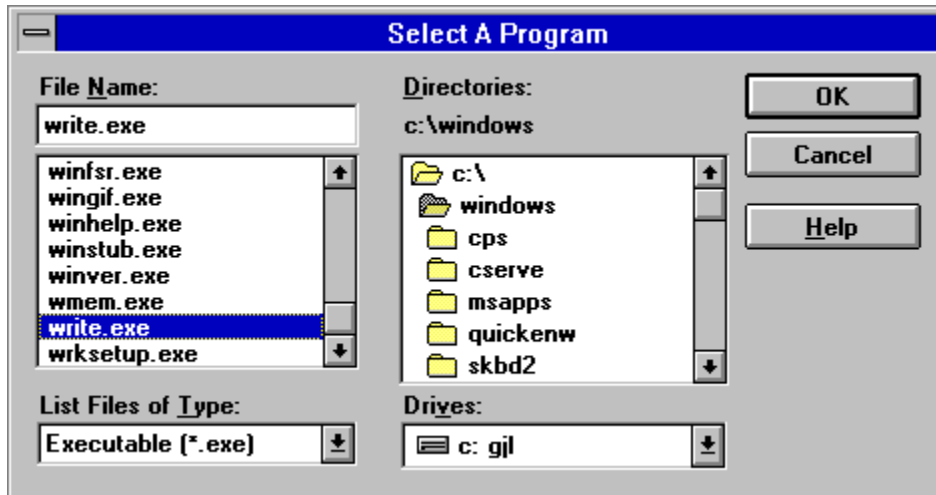 Select A Program
File Name:
write.exe
winfsr.exe
wingif.exe
winhelp.exe
winstub.exe
winver.exe
wmem.exe
write.exe
wrksetup.exe
List Files of Type:
Executable (*.exe)
Directories:
c:\windows
c:\
windows
cps
cserve
msapps
quickenw
skbd2
Drives:
c: gjl
OK
Cancel
Help